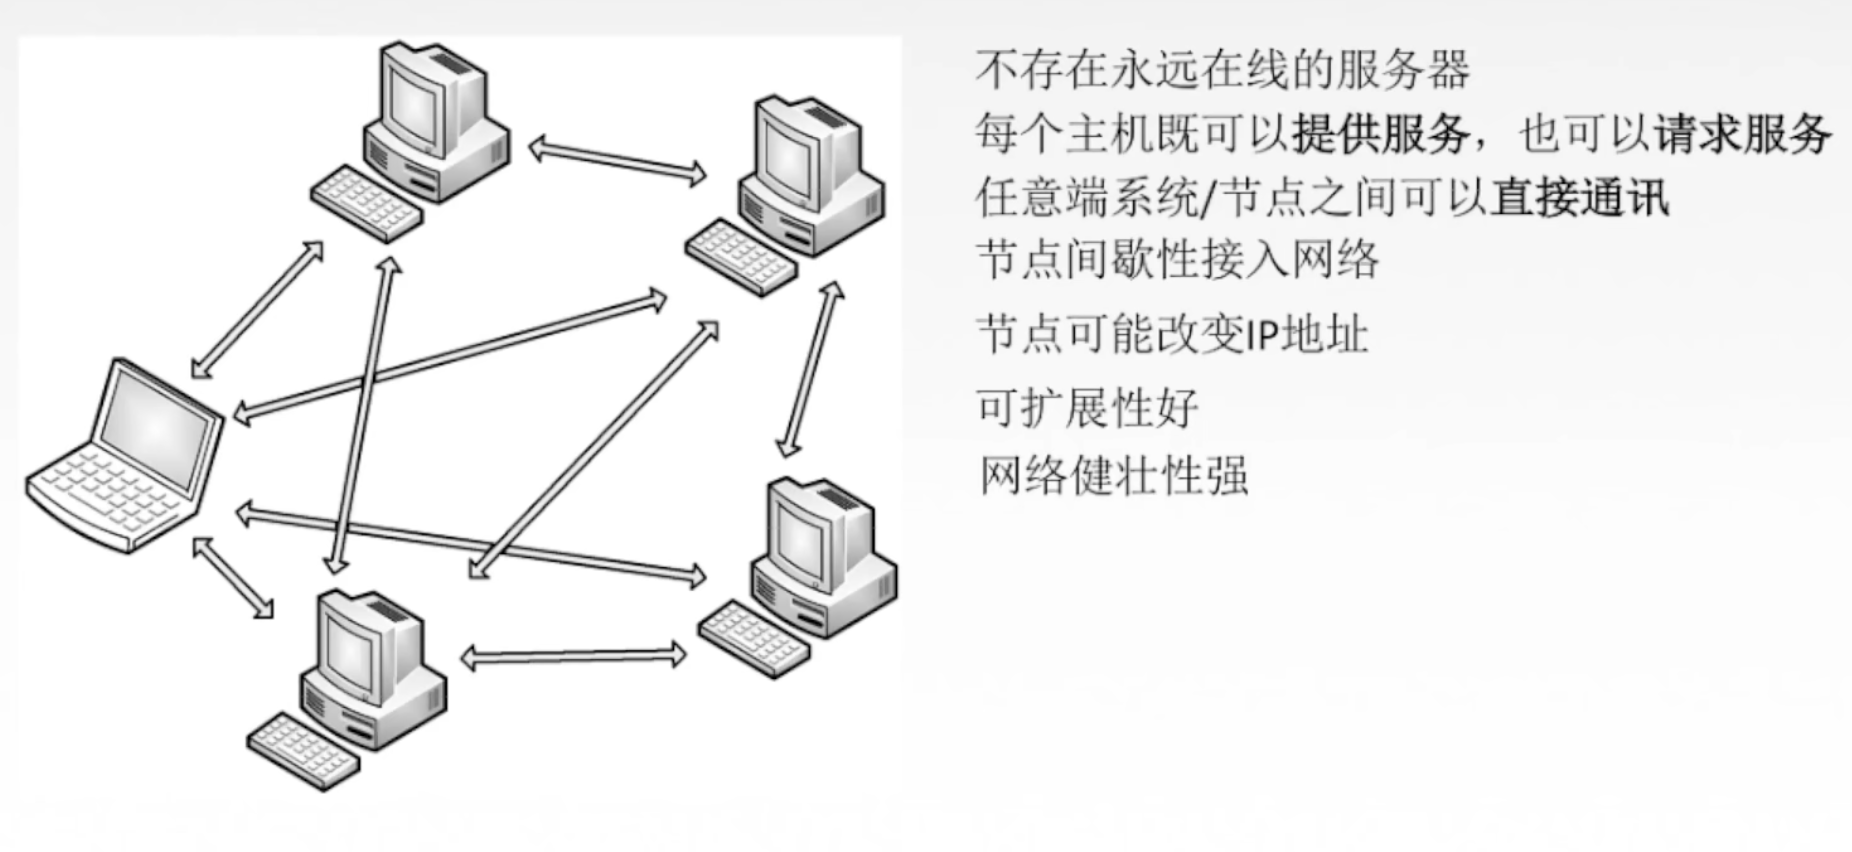 不存在永远在线的服务器
每个主机既可以提供服务，也可以请求服务
任意端系统/节点之间可以直接通讯
节点间歇性接入网络
节点可能改变IP地址
可扩展性好
网络健壮性强